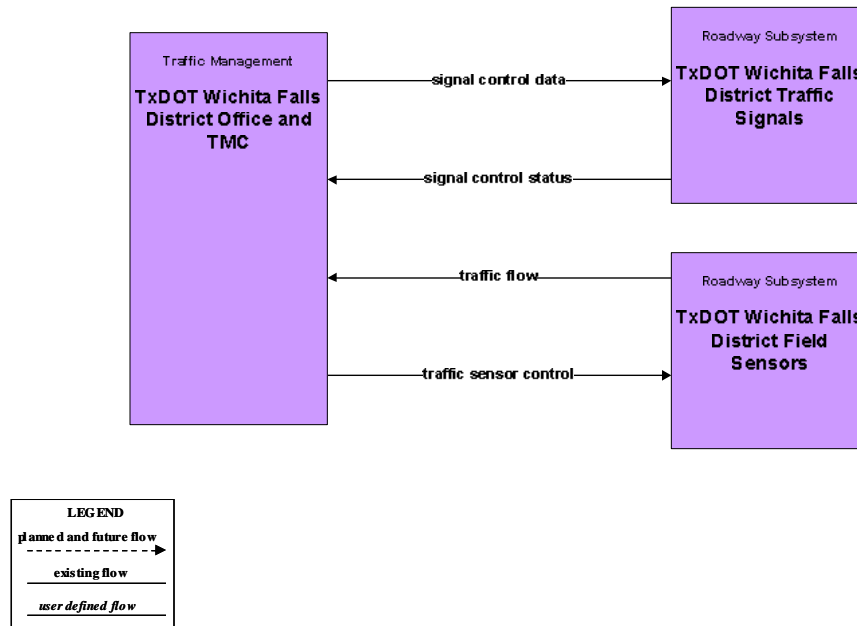 Traffic Management
TxDOT Wichita Falls
District Office and
TMC
signal control data
signal control status
traffic flow
traffic sensor control
Roadway Subsystem
TxDOT Wichita Falls
District Traffic
Signals
Roadway Subsystem
TxDOT Wichita Falls
District Field
Sensors
LEGEND
planned and future flow
existing flow
user defined flow